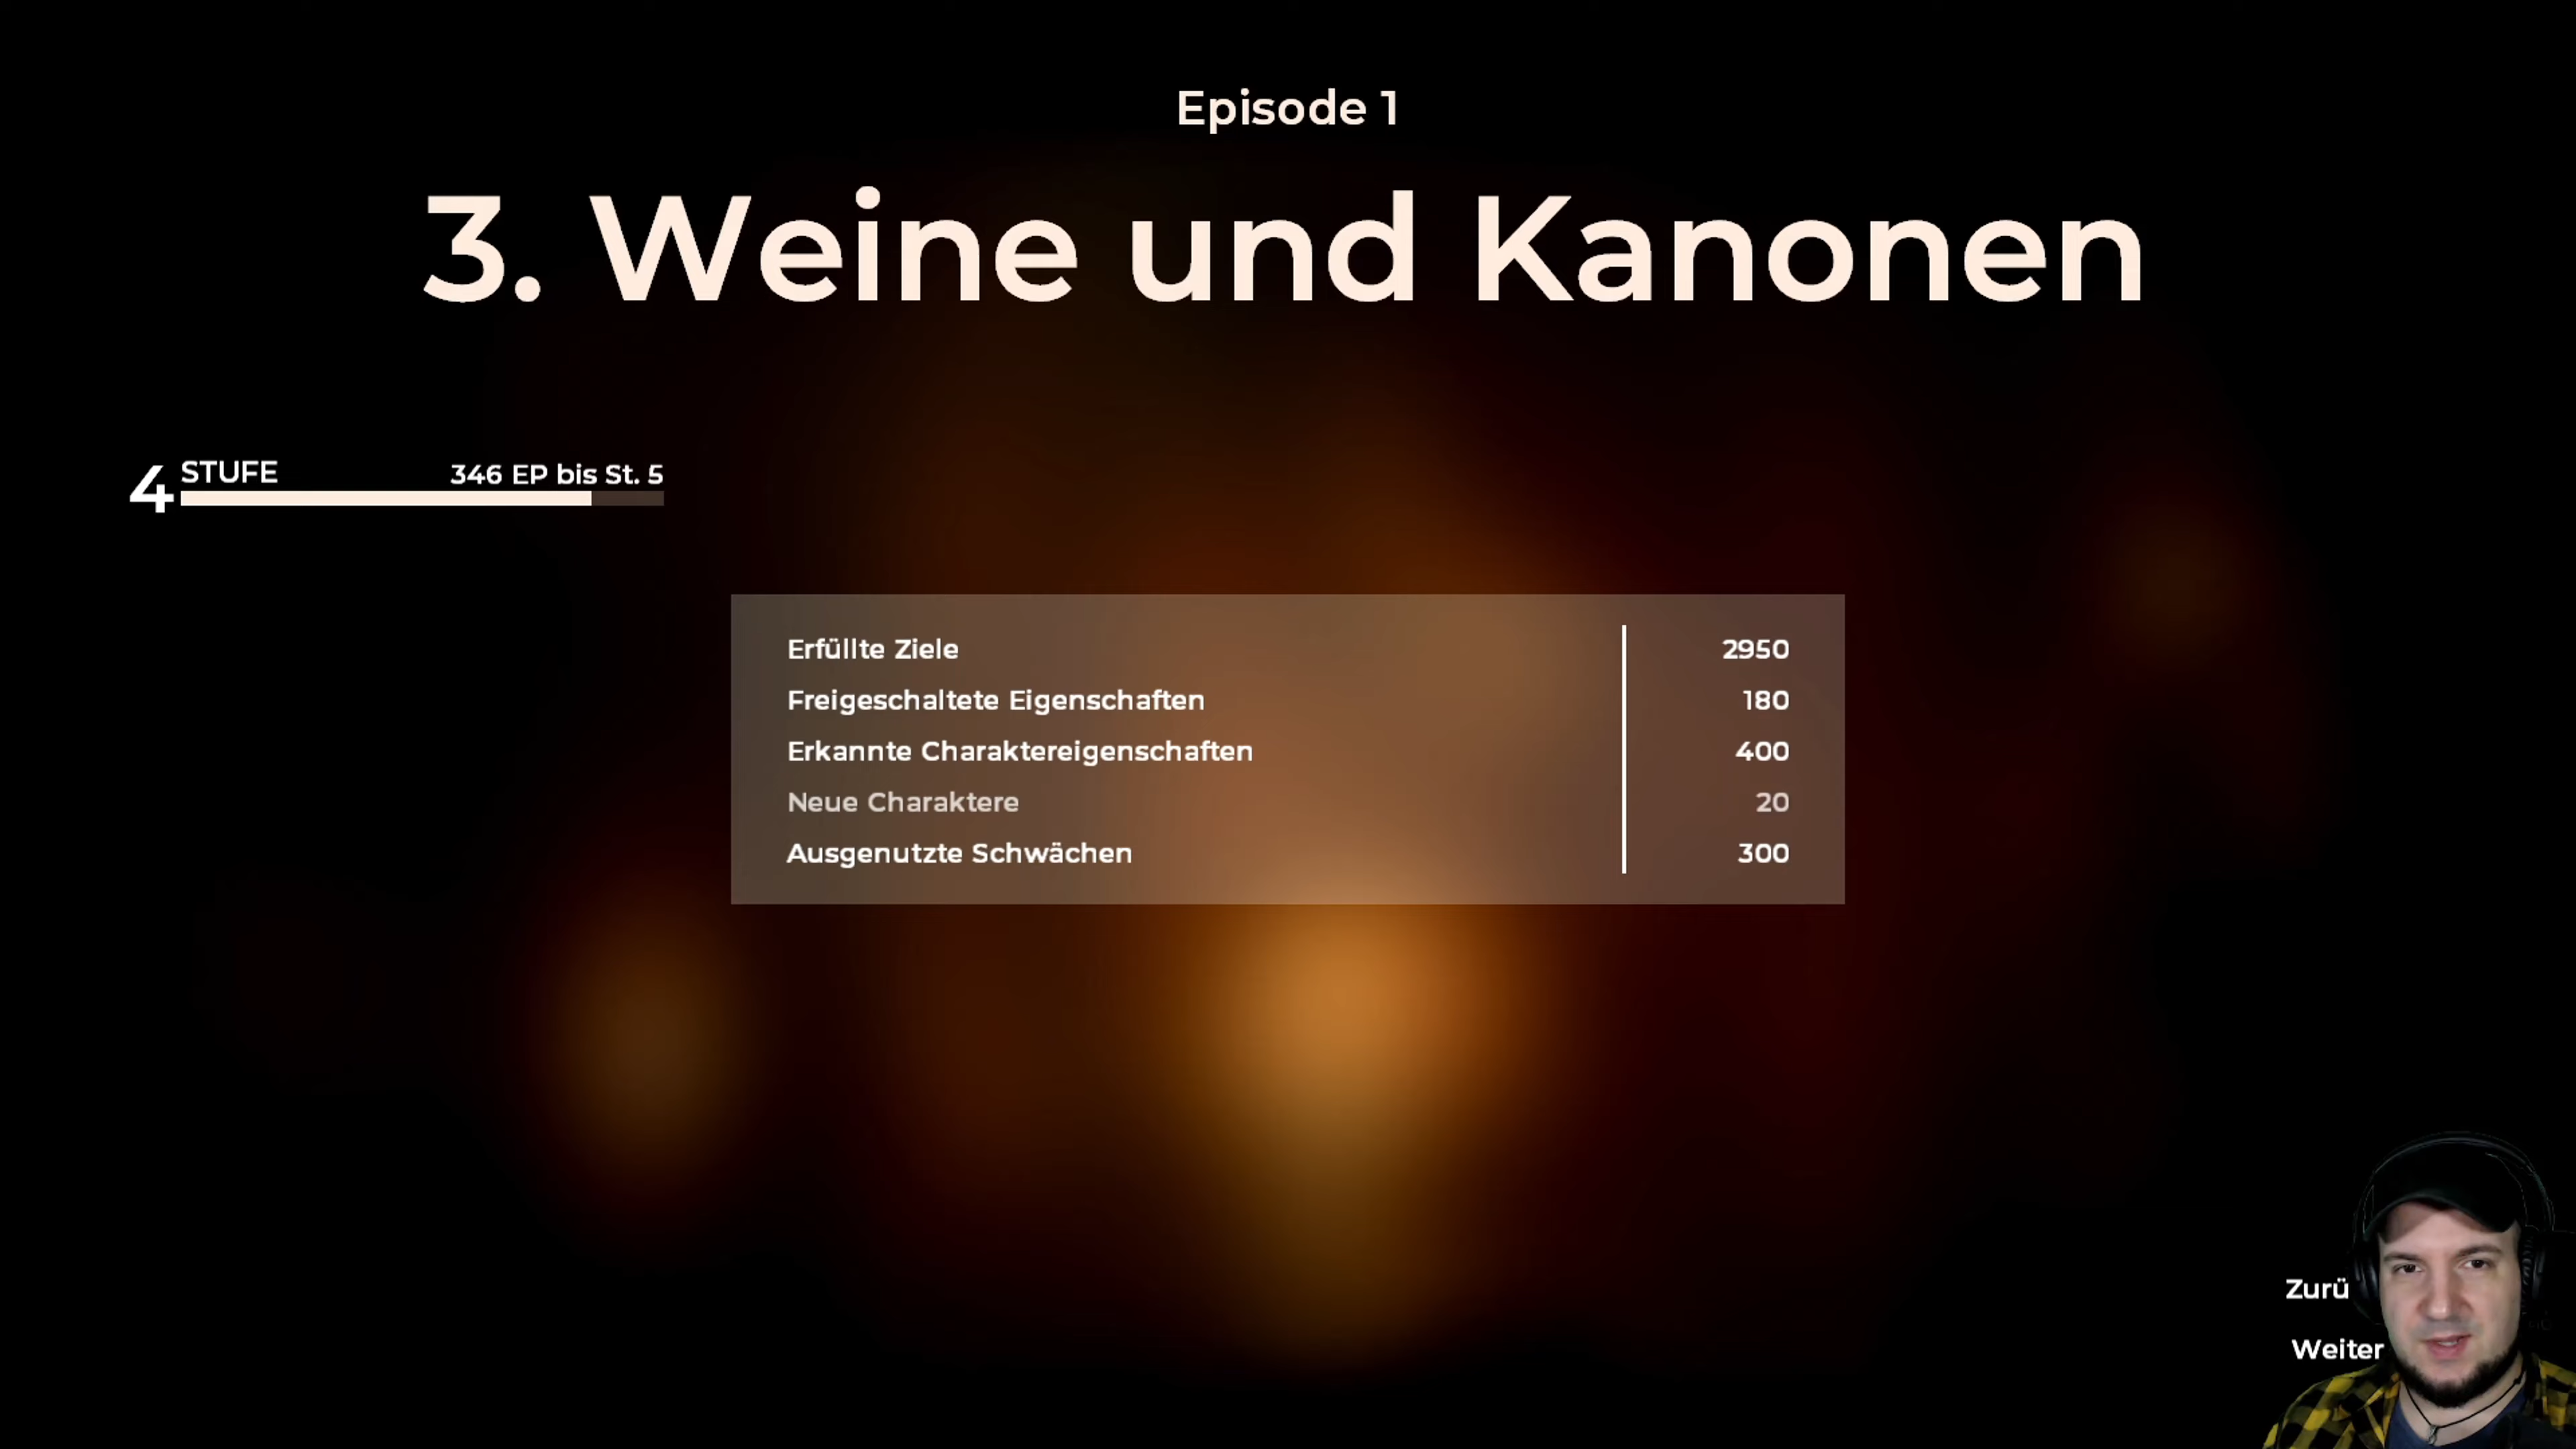 Episode 1
3. Weine und Kanonen
4 STUFE 346 EP bis St. 5
Erfüllte Ziele 2950
Freigeschaltete Eigenschaften 180
Erkannte Charaktereigenschaften 400
Neue Charaktere 20
Ausgenutzte Schwächen 300
Zurü
Weiter